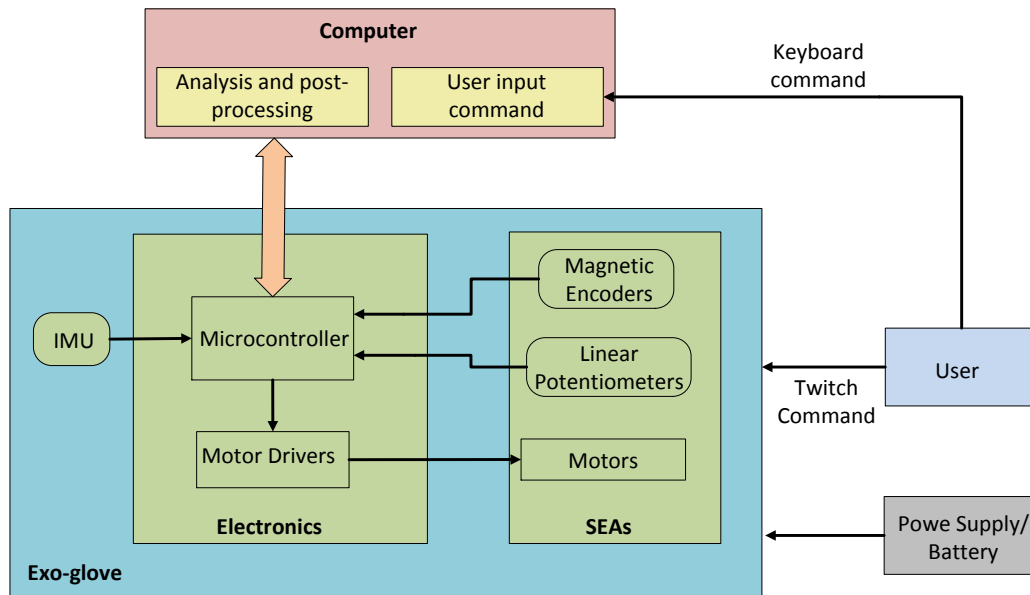 Computer
Analysis and post-
processing
User input
command
Keyboard
command
Magnetic
Encoders
IMU
Microcontroller
Linear
Potentiometers
User
Twitch
Command
Motor Drivers
Motors
Electronics
SEAs
Powe Supply/
Battery
Exo-glove